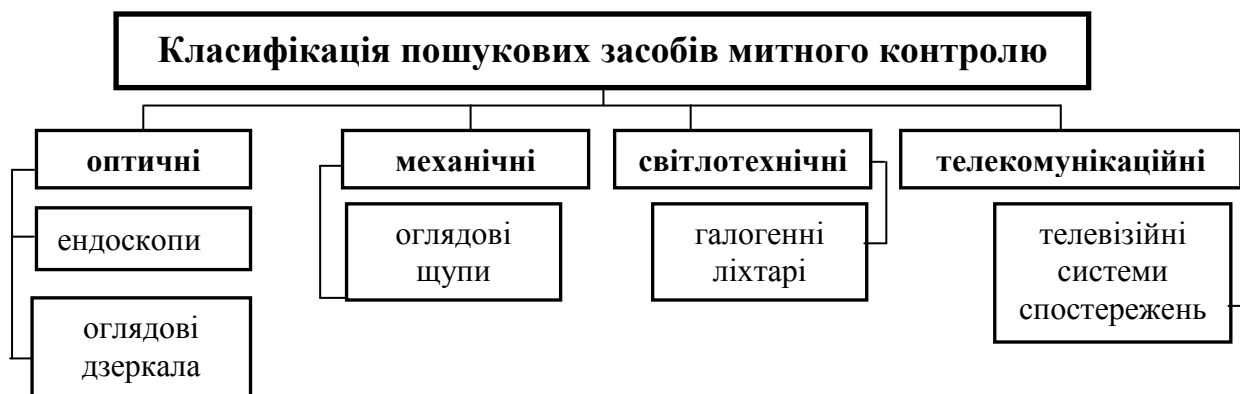 Класифікація пошукових засобів митного контролю
оптичні
механічні
світлотехнічні
телекомунікаційні
ендоскопи
оглядові
щупи
галогенні
ліхтарі
телевізійні
системи
спостережень
оглядові
дзеркала